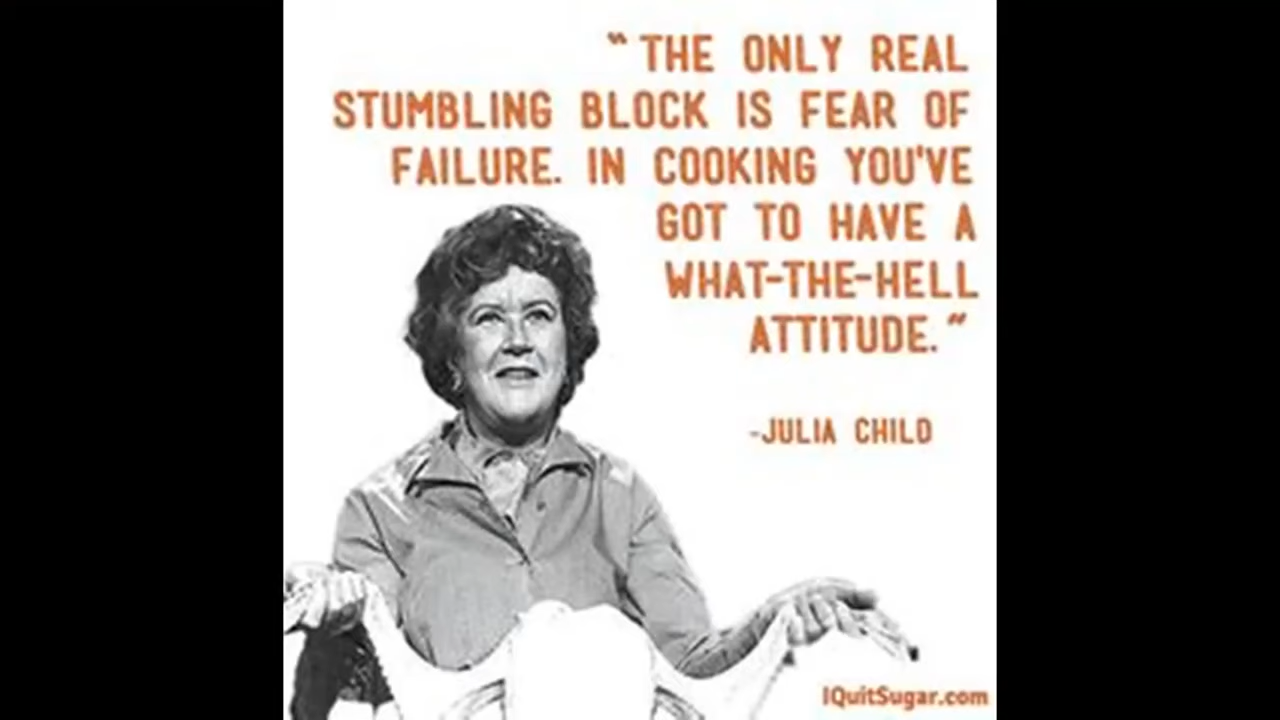 “THE ONLY REAL
STUMBLING BLOCK IS FEAR OF
FAILURE. IN COOKING YOU'VE
GOT TO HAVE A
WHAT-THE-HELL
ATTITUDE.”
-JULIA CHILD
IQuitSugar.com